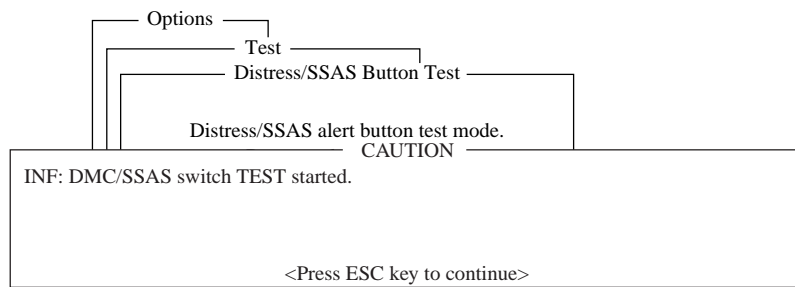 Options
Test
Distress/SSAS Button Test
Distress/SSAS alert button test mode.
CAUTION
INF: DMC/SSAS switch TEST started.
<Press ESC key to continue>